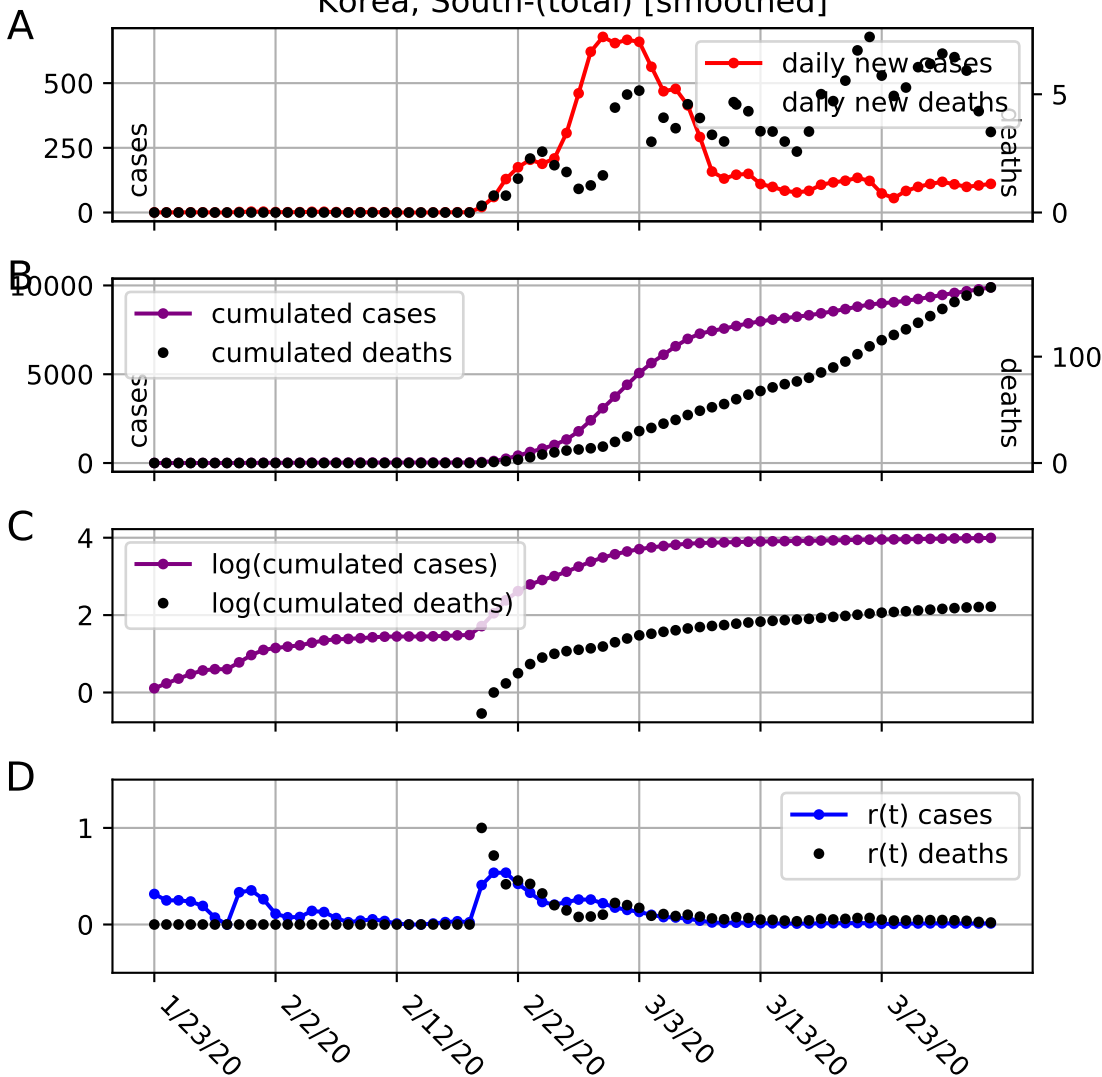 Korea, South-(total) [smoothed]
A
500
250
0
cases
daily new cases
daily new deaths
5
0
deaths
B
10000
5000
0
cases
cumulated cases
cumulated deaths
100
0
deaths
C
4
2
0
log(cumulated cases)
log(cumulated deaths)
D
1
0
r(t) cases
r(t) deaths
1/23/20
2/2/20
2/12/20
2/22/20
3/3/20
3/13/20
3/23/20